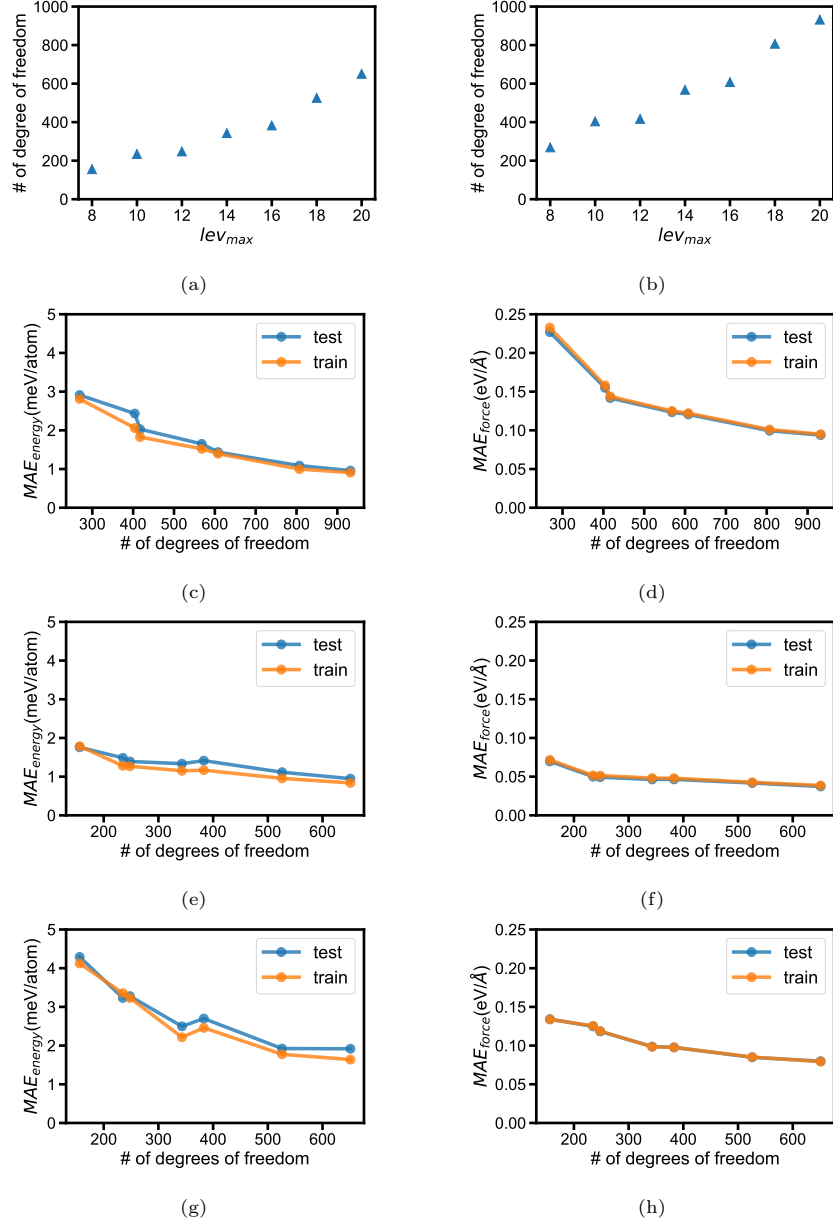 1000
800
600
400
200
0
# of degree of freedom
8 10 12 14 16 18 20
lev_max
(a)
1000
800
600
400
200
0
# of degree of freedom
8 10 12 14 16 18 20
lev_max
(b)
5
4
3
2
1
0
MAE_energy(meV/atom)
test
train
300 400 500 600 700 800 900
# of degrees of freedom
(c)
0.25
0.20
0.15
0.10
0.05
0.00
MAE_force(eV/Å)
test
train
300 400 500 600 700 800 900
# of degrees of freedom
(d)
5
4
3
2
1
0
MAE_energy(meV/atom)
test
train
200 300 400 500 600
# of degrees of freedom
(e)
0.25
0.20
0.15
0.10
0.05
0.00
MAE_force(eV/Å)
test
train
200 300 400 500 600
# of degrees of freedom
(f)
5
4
3
2
1
0
MAE_energy(meV/atom)
test
train
200 300 400 500 600
# of degrees of freedom
(g)
0.25
0.20
0.15
0.10
0.05
0.00
MAE_force(eV/Å)
test
train
200 300 400 500 600
# of degrees of freedom
(h)